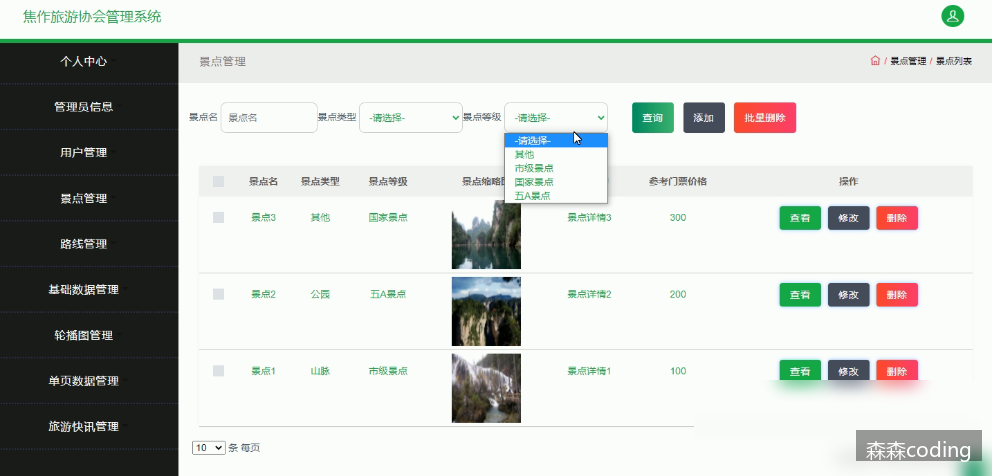 焦作旅游协会管理系统
个人中心
管理员信息
用户管理
景点管理
路线管理
基础数据管理
轮播图管理
单页数据管理
旅游快讯管理
景点管理
/ 景点管理 / 景点列表
景点名 景点名 景点类型 -请选择- 景点等级 -请选择- 查询 添加 批量删除
-请选择-
其他
市级景点
国家景点
五A景点
景点名 景点类型 景点等级 景点缩略图 参考门票价格 操作
景点3 其他 国家景点 景点详情3 300 查看 修改 删除
景点2 公园 五A景点 景点详情2 200 查看 修改 删除
景点1 山脉 市级景点 景点详情1 100 查看 修改 删除
10 条 每页
森森coding